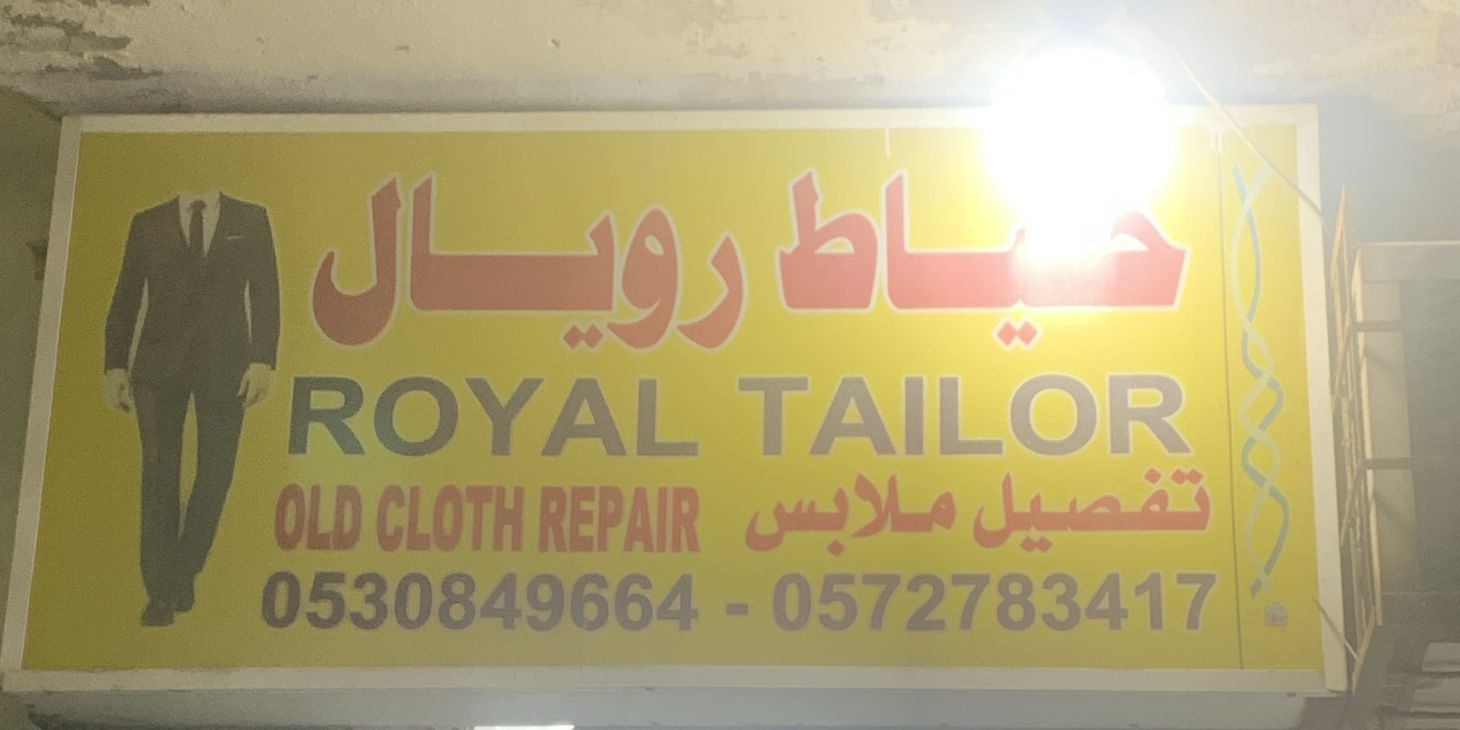 خياط رويال
ROYAL TAILOR
OLD CLOTH REPAIR تفصيل ملابس
0530849664 - 0572783417